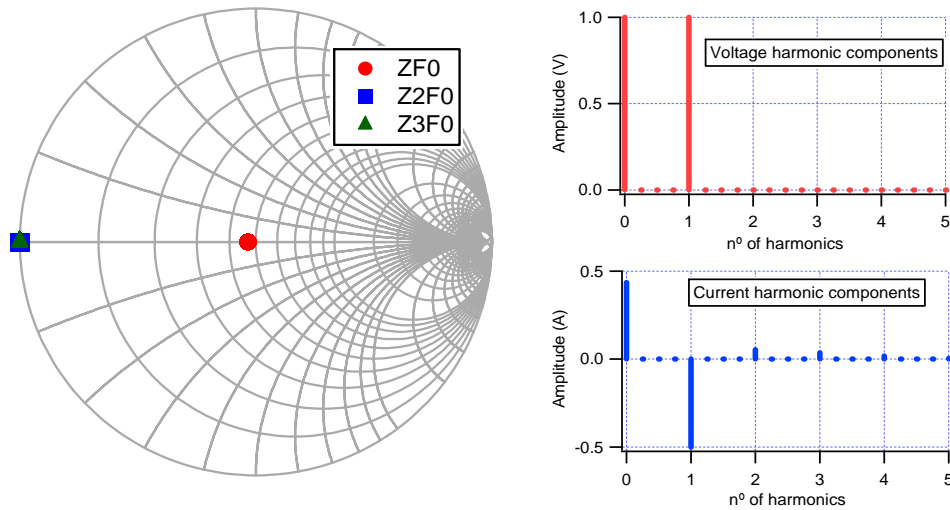 ZF0
Z2F0
Z3F0
Voltage harmonic components
Amplitude (V)
1.0
0.5
0.0
0 1 2 3 4 5
nº of harmonics
Current harmonic components
Amplitude (A)
0.5
0.0
-0.5
0 1 2 3 4 5
nº of harmonics